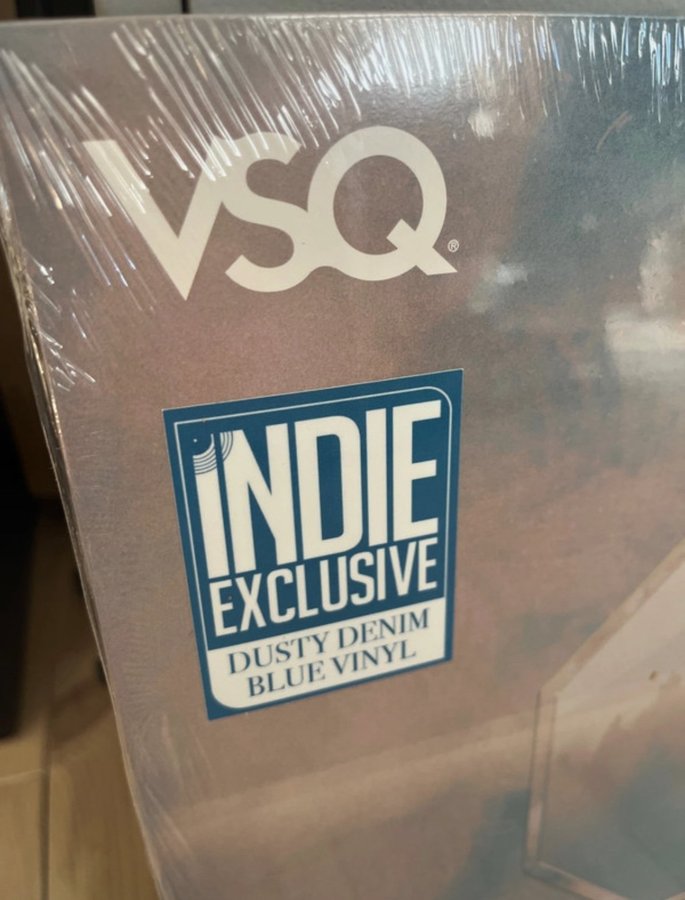 VSQ®
INDIE
EXCLUSIVE
DUSTY DENIM
BLUE VINYL